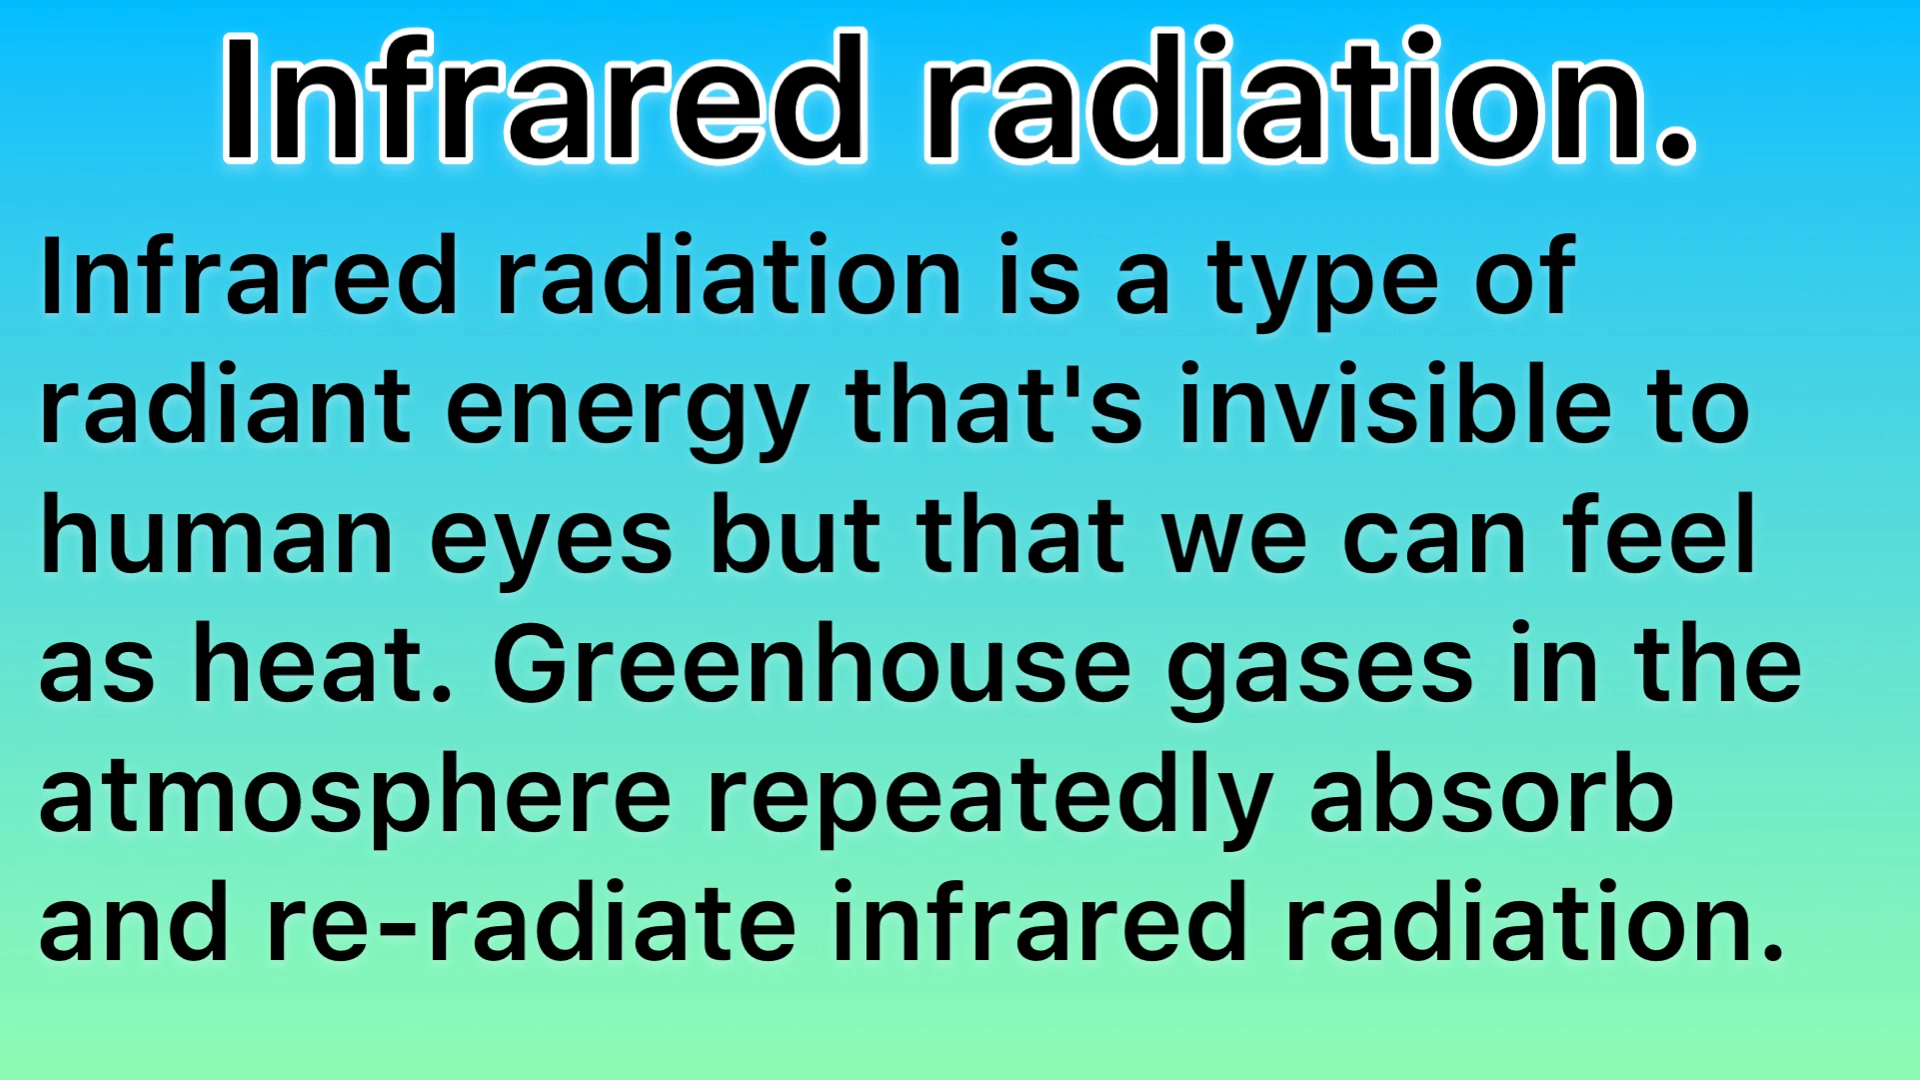 Infrared radiation.
Infrared radiation is a type of
radiant energy that's invisible to
human eyes but that we can feel
as heat. Greenhouse gases in the
atmosphere repeatedly absorb
and re-radiate infrared radiation.